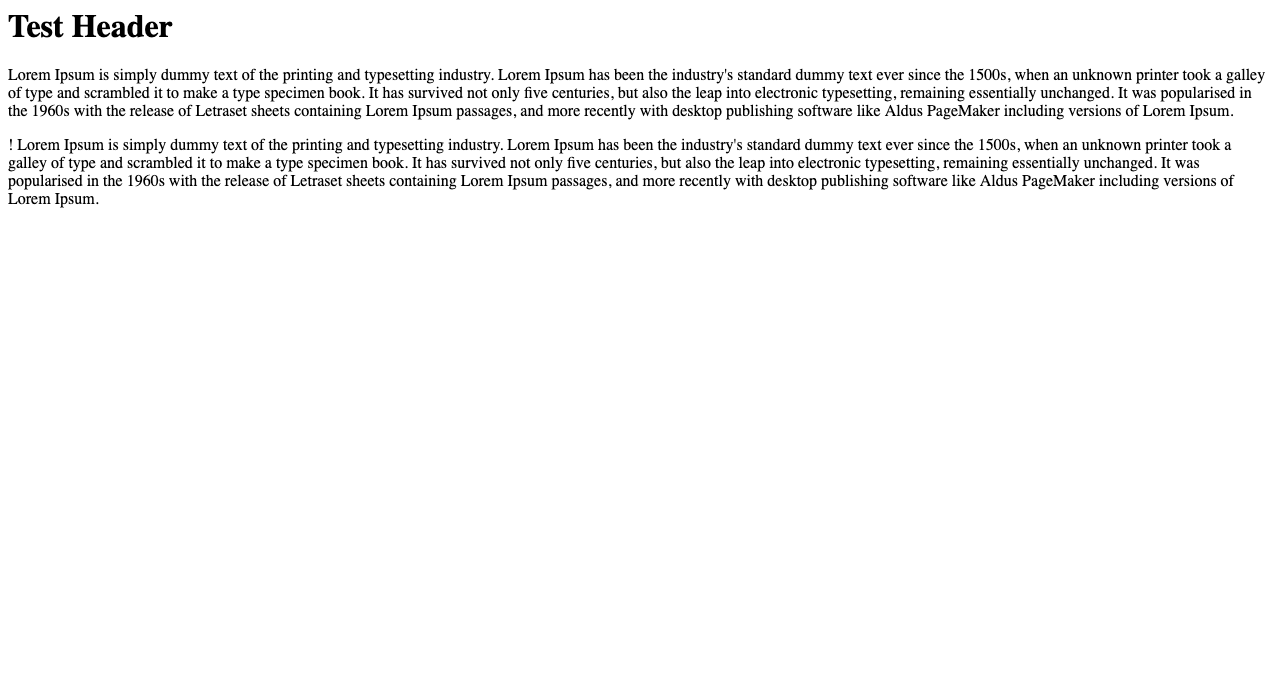 Test Header
Lorem Ipsum is simply dummy text of the printing and typesetting industry. Lorem Ipsum has been the industry's standard dummy text ever since the 1500s, when an unknown printer took a galley
of type and scrambled it to make a type specimen book. It has survived not only five centuries, but also the leap into electronic typesetting, remaining essentially unchanged. It was popularised in
the 1960s with the release of Letraset sheets containing Lorem Ipsum passages, and more recently with desktop publishing software like Aldus PageMaker including versions of Lorem Ipsum.
! Lorem Ipsum is simply dummy text of the printing and typesetting industry. Lorem Ipsum has been the industry's standard dummy text ever since the 1500s, when an unknown printer took a
galley of type and scrambled it to make a type specimen book. It has survived not only five centuries, but also the leap into electronic typesetting, remaining essentially unchanged. It was
popularised in the 1960s with the release of Letraset sheets containing Lorem Ipsum passages, and more recently with desktop publishing software like Aldus PageMaker including versions of
Lorem Ipsum.